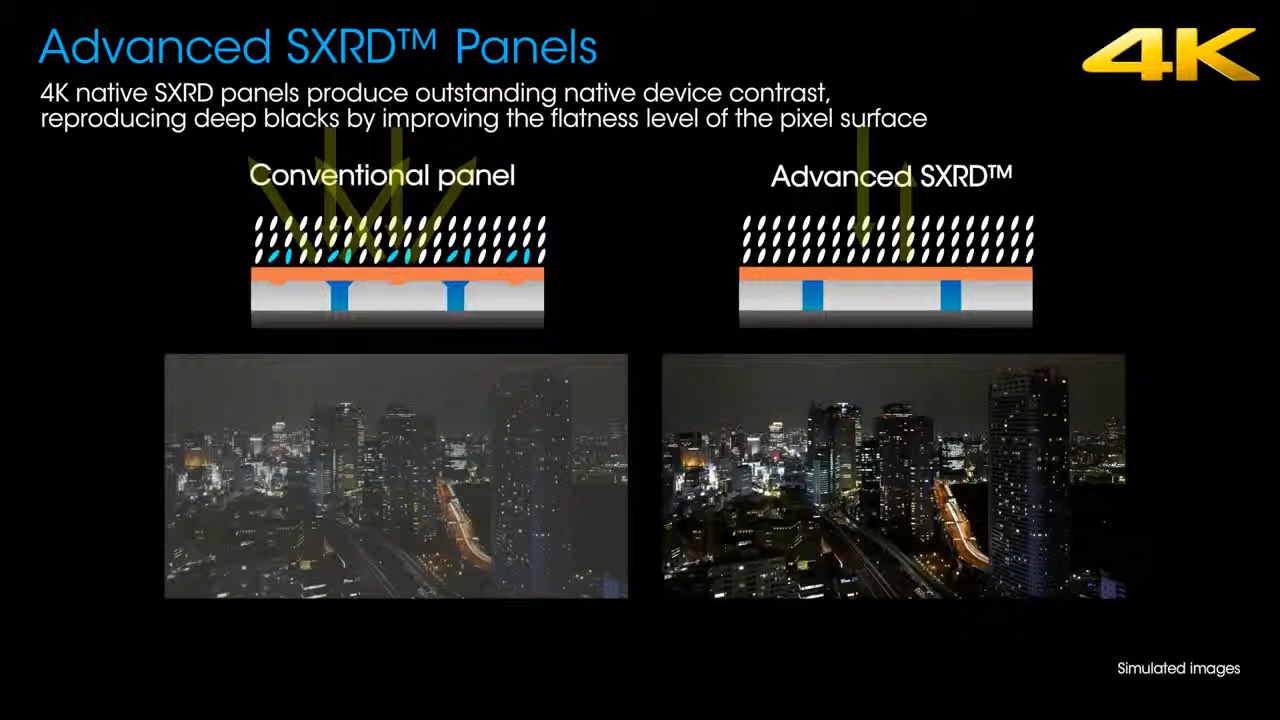 Advanced SXRD™ Panels
4K
4K native SXRD panels produce outstanding native device contrast,
reproducing deep blacks by improving the flatness level of the pixel surface
Conventional panel
Advanced SXRD™
Simulated images